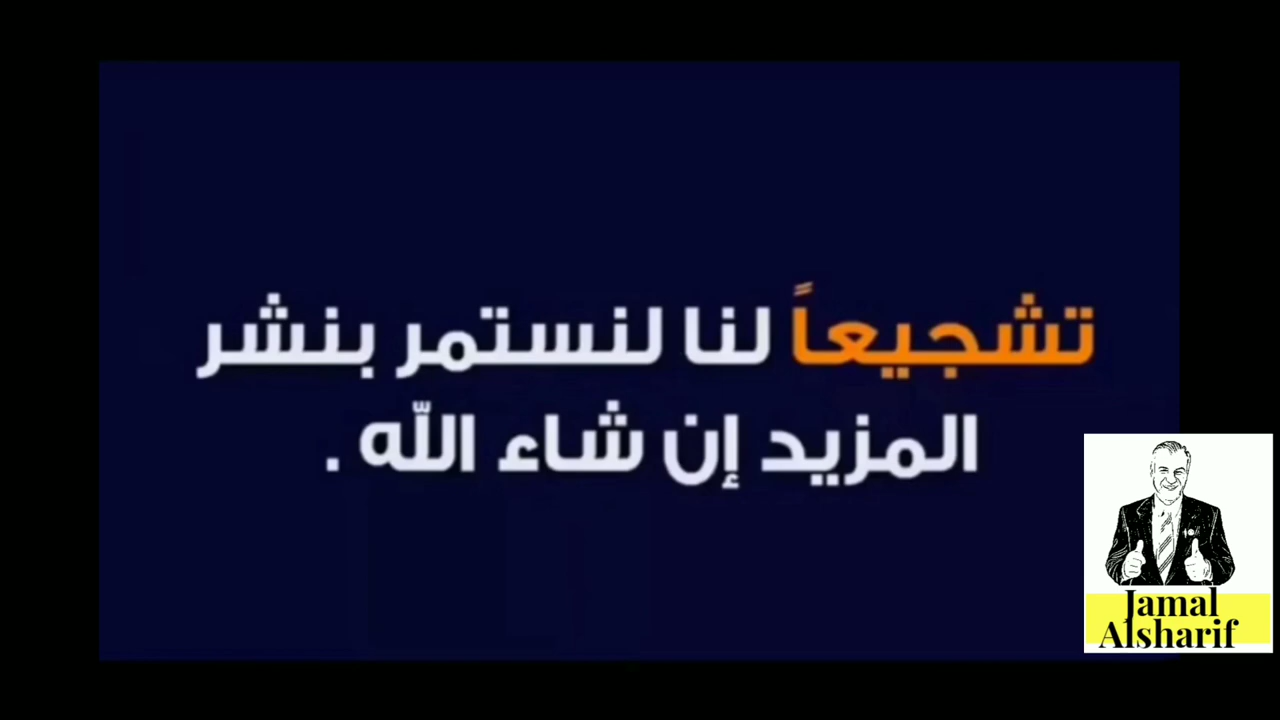 تشجيعاً لنا لنستمر بنشر
المزيد إن شاء الله .
Jamal
Alsharif